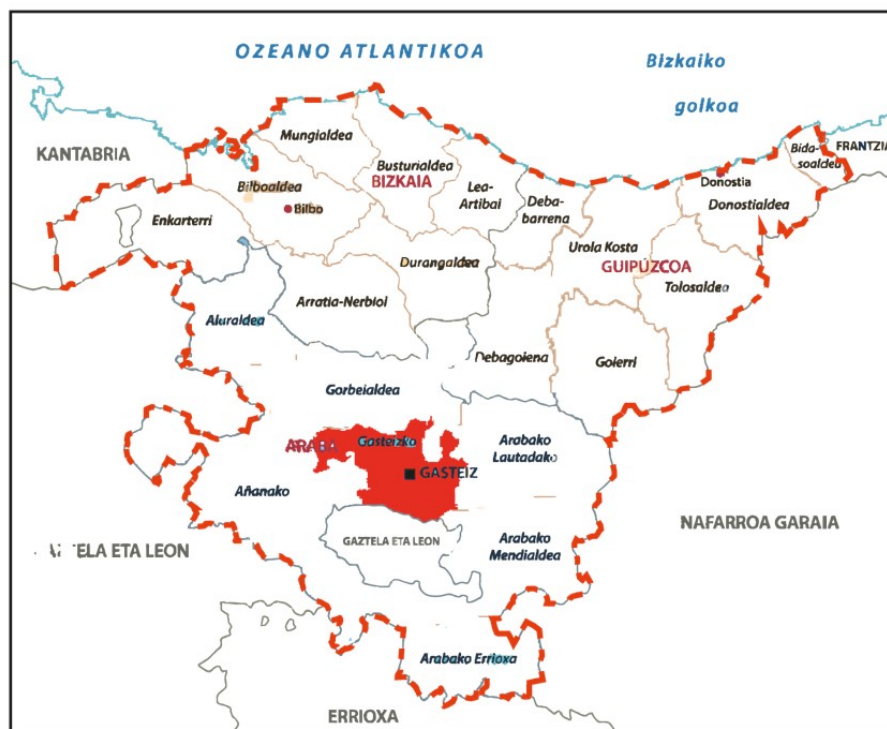 OZEANO ATLANTIKOA
Bizkaiko
golkoa
KANTABRIA
Mungialdea
Busturialdea
BIZKAIA
Lea-
Artibai
Deba-
barrena
Bida-
soaldea
FRANTZIA
Donostia
Donostialdea
Bilboaldea
Bilbo
Enkarterri
Durangaldea
Urola Kosta
GUIPUZCOA
Tolosaldea
Arratia-Nerbioi
Aluraldea
Debagoiena
Goierri
Gorbeialdea
ARABA
Gasteizko
GASTEIZ
Arabako
Lautadako
Añanako
GAZTELA ETA LEON
Arabako
Mendialdea
NAFARROA GARAIA
TELA ETA LEON
Arabako Errioxa
ERRIOXA